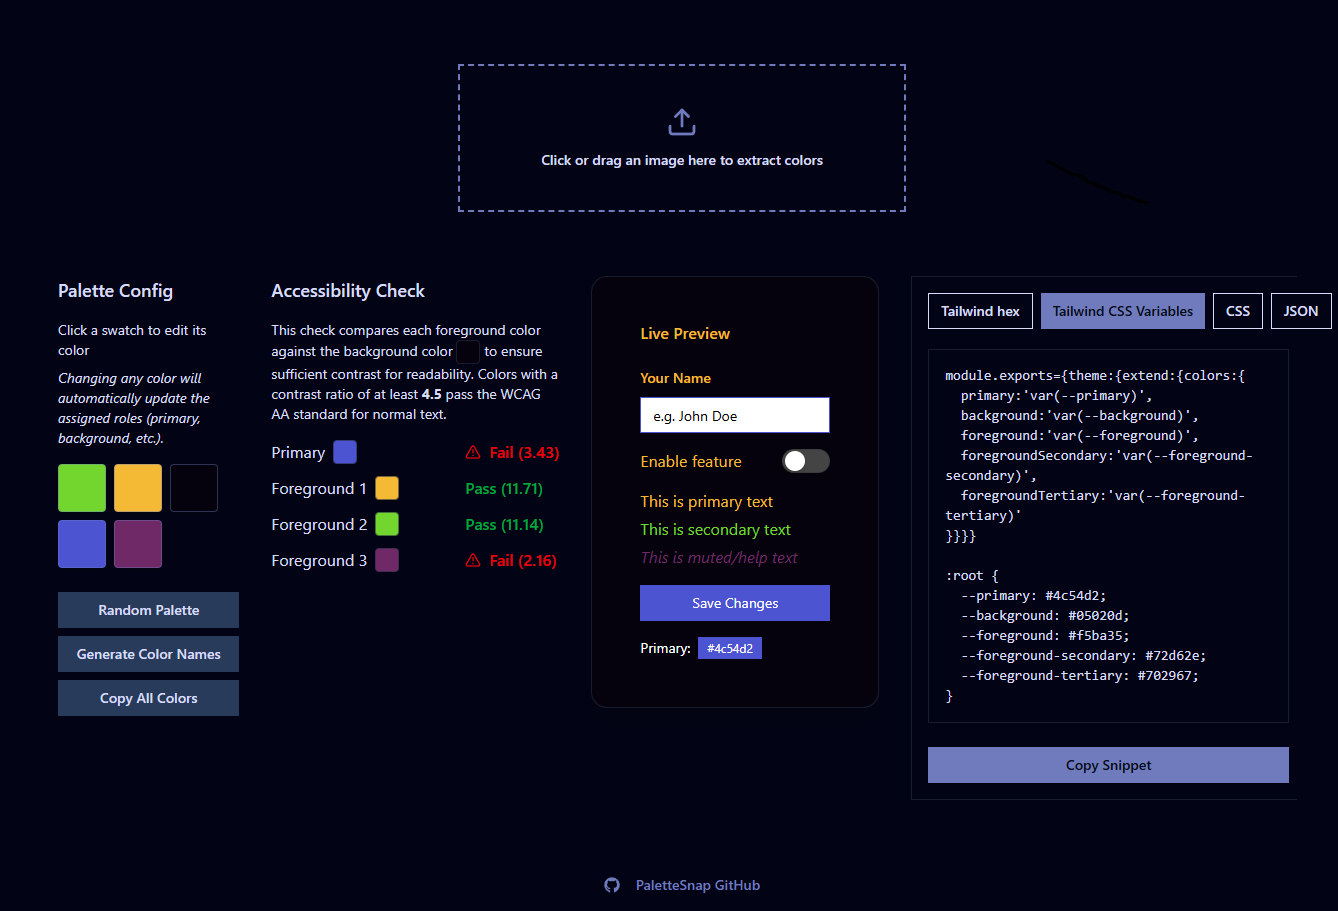 Click or drag an image here to extract colors
Palette Config
Click a swatch to edit its
color
Changing any color will
automatically update the
assigned roles (primary,
background, etc.).
Random Palette
Generate Color Names
Copy All Colors
Accessibility Check
This check compares each foreground color
against the background color to ensure
sufficient contrast for readability. Colors with a
contrast ratio of at least 4.5 pass the WCAG
AA standard for normal text.
Primary Fail (3.43)
Foreground 1 Pass (11.71)
Foreground 2 Pass (11.14)
Foreground 3 Fail (2.16)
Live Preview
Your Name
e.g. John Doe
Enable feature
This is primary text
This is secondary text
This is muted/help text
Save Changes
Primary: #4c54d2
Tailwind hex Tailwind CSS Variables CSS JSON
module.exports={theme:{extend:{colors:{
primary:'var(--primary)',
background:'var(--background)',
foreground:'var(--foreground)',
foregroundSecondary:'var(--foreground-
secondary)',
foregroundTertiary:'var(--foreground-
tertiary)'
}}}}
:root {
--primary: #4c54d2;
--background: #05020d;
--foreground: #f5ba35;
--foreground-secondary: #72d62e;
--foreground-tertiary: #702967;
}
Copy Snippet
PaletteSnap GitHub